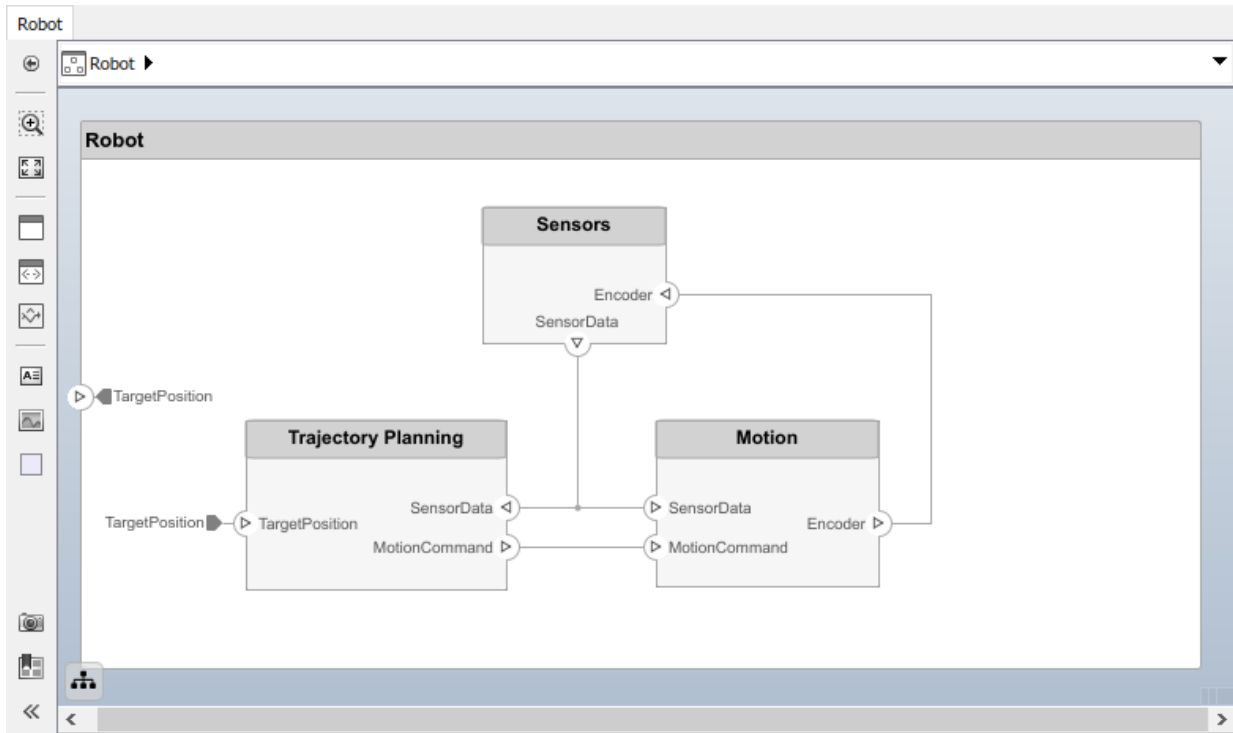 Robot
Robot
Robot
Sensors
Encoder
SensorData
TargetPosition
Trajectory Planning
Motion
SensorData
SensorData
TargetPosition
TargetPosition
Encoder
MotionCommand
MotionCommand